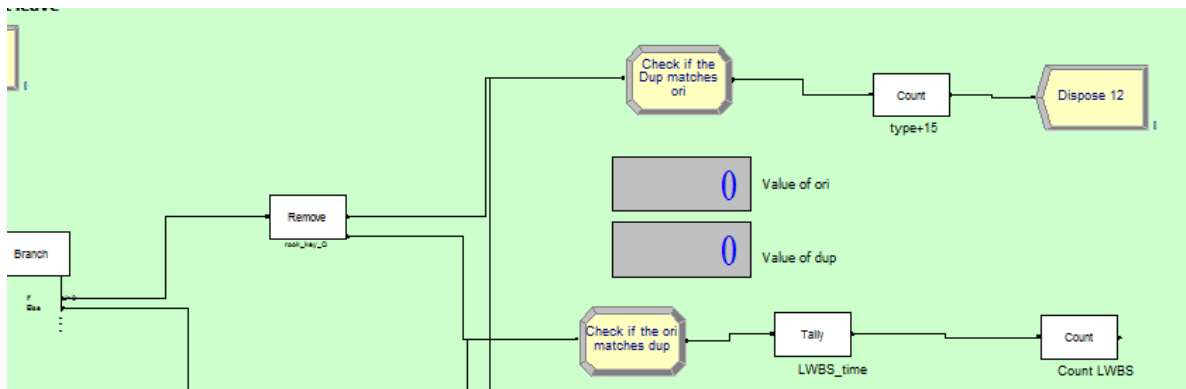 Check if the
Dup matches
ori
Count
type+15
Dispose 12
0
Value of ori
0
Value of dup
Remove
Branch
Else
Check if the ori
matches dup
Tally
LWBS_time
Count
Count LWBS